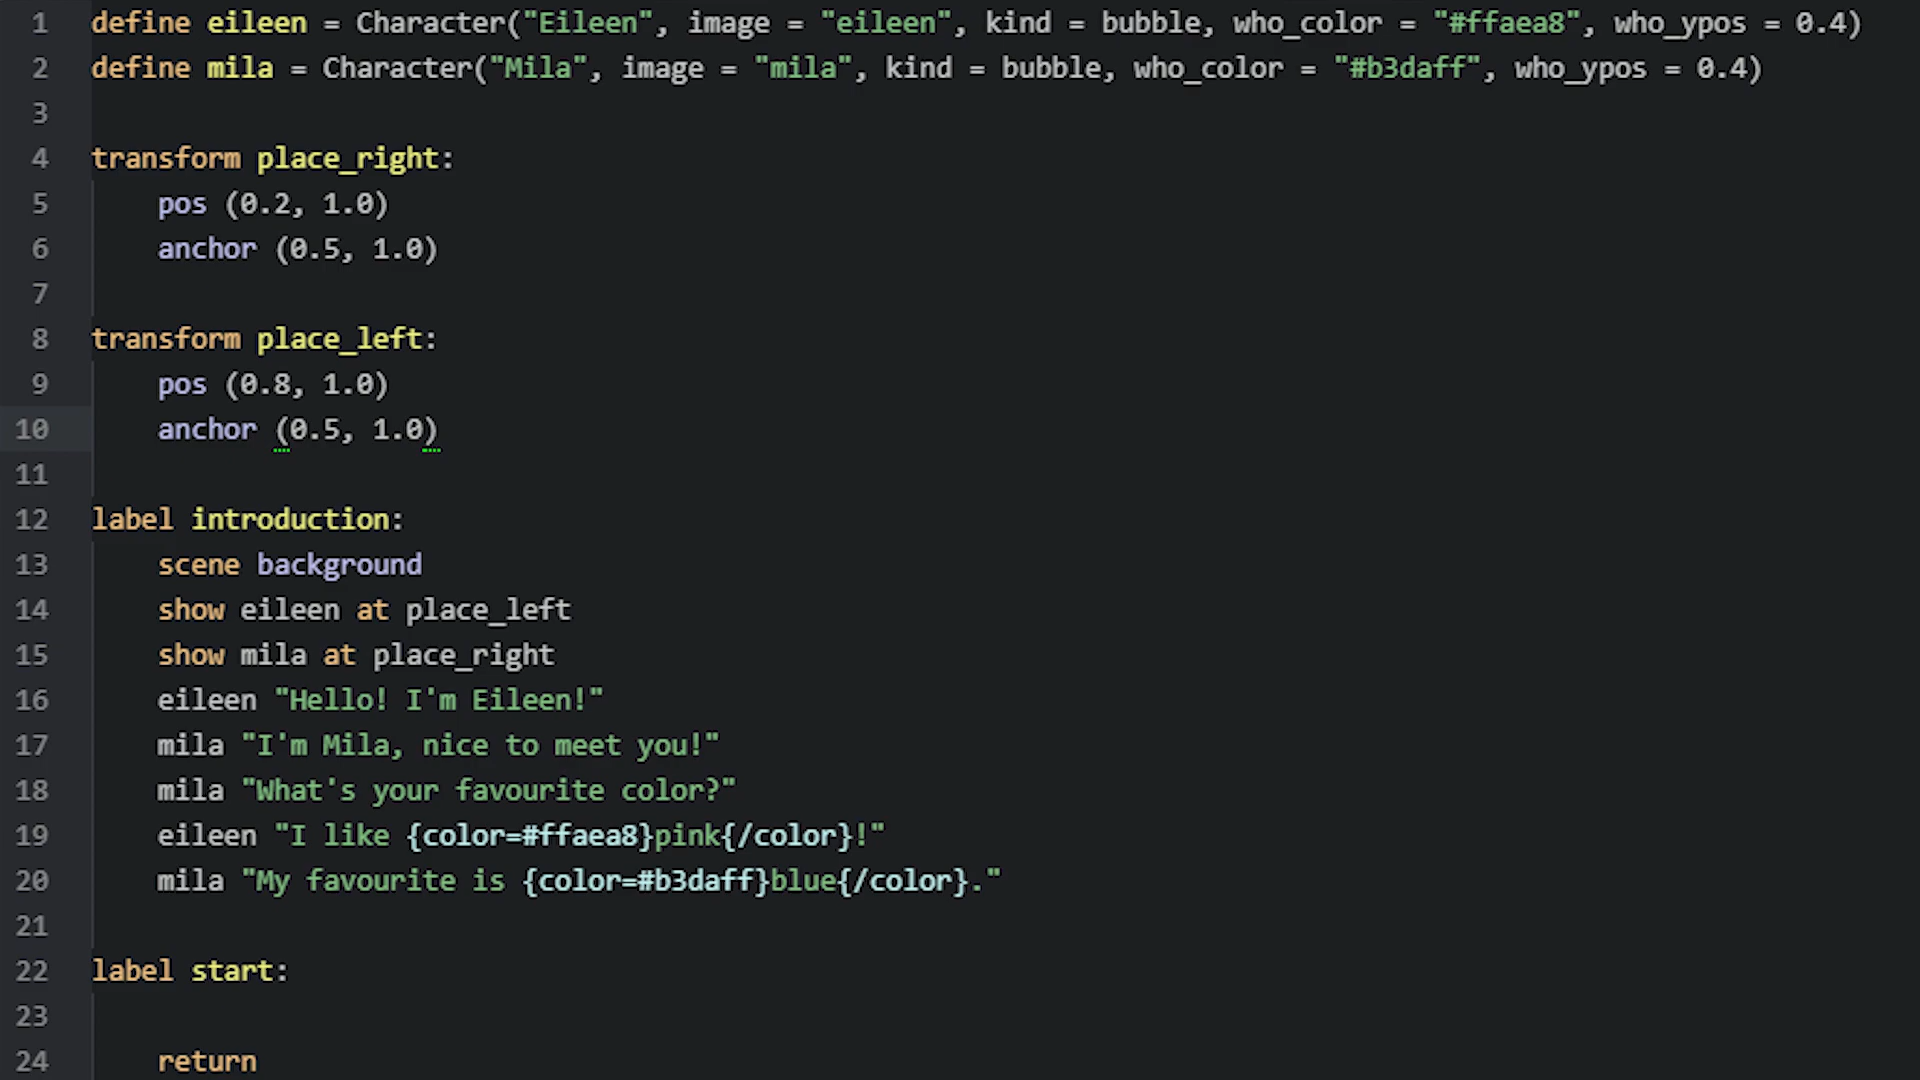 1 define eileen = Character("Eileen", image = "eileen", kind = bubble, who_color = "#ffaea8", who_ypos = 0.4)
2 define mila = Character("Mila", image = "mila", kind = bubble, who_color = "#b3daff", who_ypos = 0.4)
3
4 transform place_right:
5     pos (0.2, 1.0)
6     anchor (0.5, 1.0)
7
8 transform place_left:
9     pos (0.8, 1.0)
10     anchor (0.5, 1.0)
11
12 label introduction:
13     scene background
14     show eileen at place_left
15     show mila at place_right
16     eileen "Hello! I'm Eileen!"
17     mila "I'm Mila, nice to meet you!"
18     mila "What's your favourite color?"
19     eileen "I like {color=#ffaea8}pink{/color}!"
20     mila "My favourite is {color=#b3daff}blue{/color}."
21
22 label start:
23
24     return